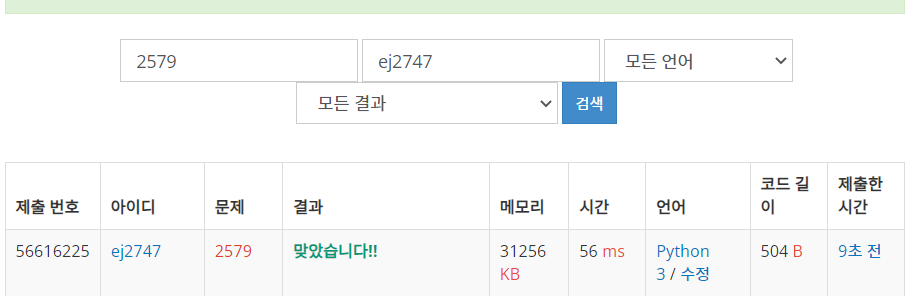 2579 ej2747 모든 언어
모든 결과 검색
제출 번호 아이디 문제 결과 메모리 시간 언어 코드 길이 제출한 시간
56616225 ej2747 2579 맞았습니다!! 31256 KB 56 ms Python 3 / 수정 504 B 9초 전